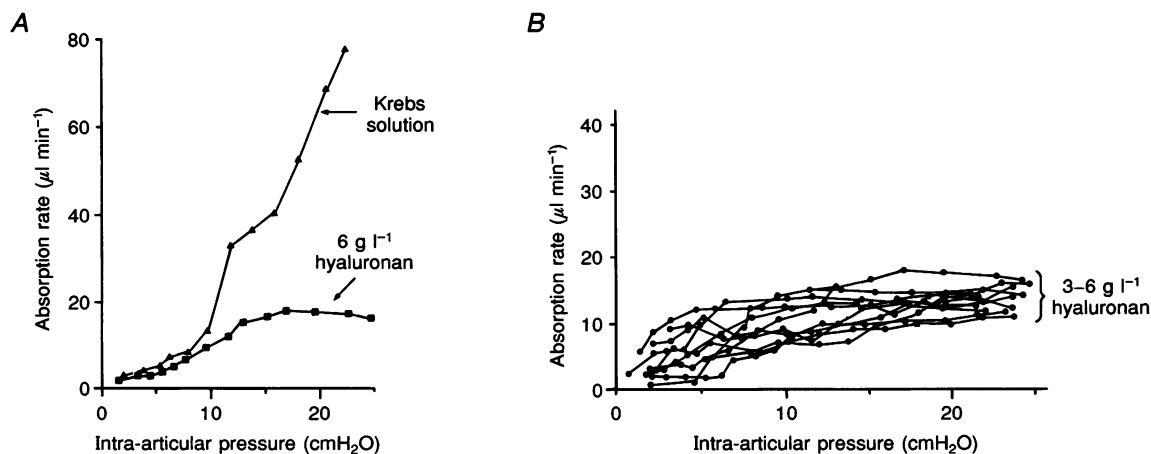 A
B
80
60
40
20
0
Absorption rate (μl min⁻¹)
Krebs
solution
6 g l⁻¹
hyaluronan
0 10 20
Intra-articular pressure (cmH₂O)
40
30
20
10
0
Absorption rate (μl min⁻¹)
3–6 g l⁻¹
hyaluronan
0 10 20
Intra-articular pressure (cmH₂O)